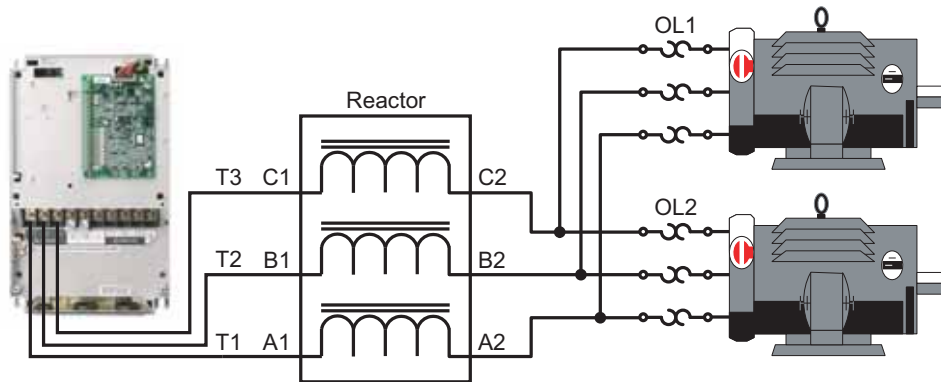 OL1
Reactor
T3 C1 C2
OL2
T2 B1 B2
T1 A1 A2